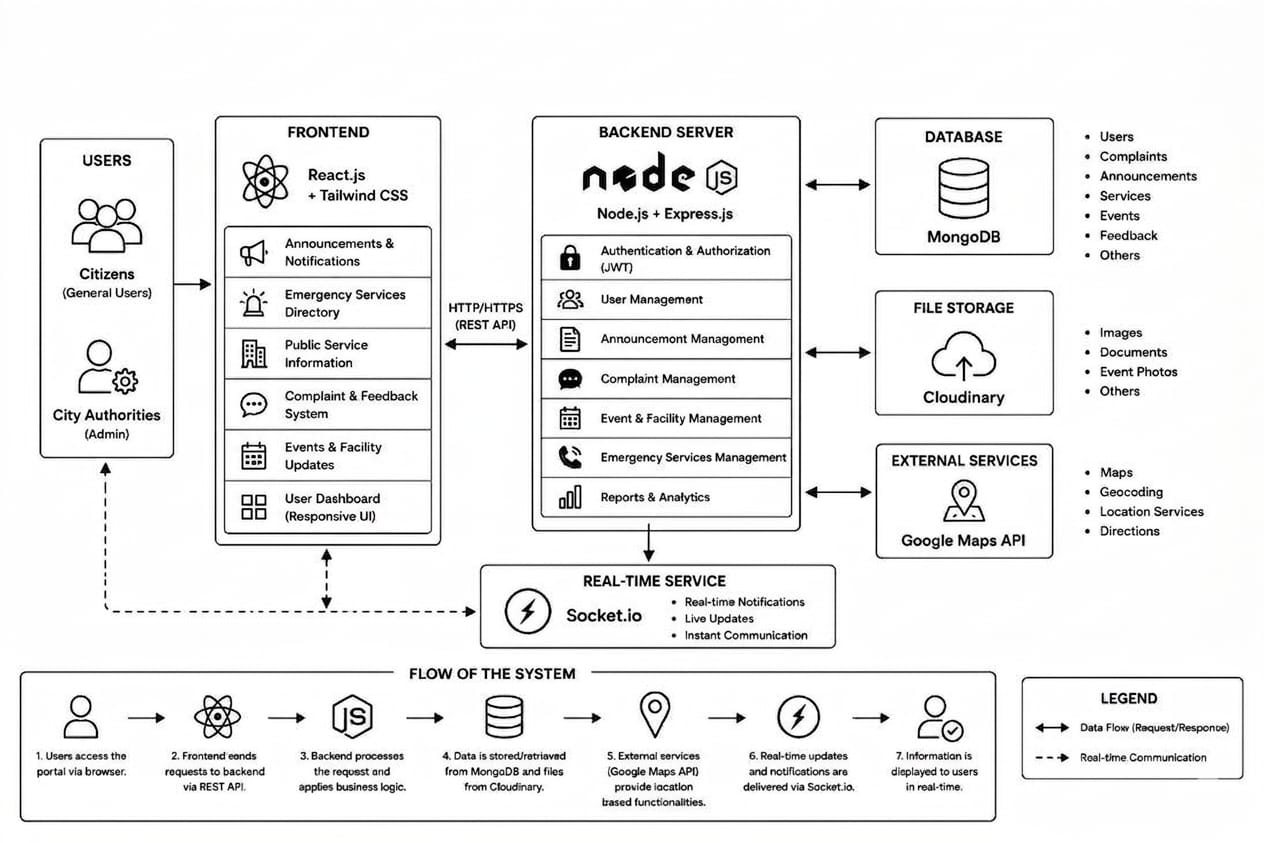 USERS
Citizens
(General Users)
City Authorities
(Admin)
FRONTEND
React.js
+ Tailwind CSS
Announcements &
Notifications
Emergency Services
Directory
Public Service
Information
Complaint & Feedback
System
Events & Facility
Updates
User Dashboard
(Responsive UI)
HTTP/HTTPS
(REST API)
BACKEND SERVER
node
JS
Node.js + Express.js
Authentication & Authorization
(JWT)
User Management
Announcement Management
Complaint Management
Event & Facility Management
Emergency Services Management
Reports & Analytics
DATABASE
MongoDB
• Users
• Complaints
• Announcements
• Services
• Events
• Feedback
• Others
FILE STORAGE
Cloudinary
• Images
• Documents
• Event Photos
• Others
EXTERNAL SERVICES
Google Maps API
• Maps
• Geocoding
• Location Services
• Directions
REAL-TIME SERVICE
Socket.io
• Real-time Notifications
• Live Updates
• Instant Communication
FLOW OF THE SYSTEM
JS
1. Users access the
portal via browser.
2. Frontend eends
requests to backend
via REST API.
3. Backend processes
the request and
applies business logic.
4. Data is stored/retrieved
from MongoDB and files
from Cloudinary.
5. External services
(Google Maps API)
provide location
based functionalities.
6. Real-time updates
and notifications are
delivered via Socket.io.
7. Information is
displayed to users
in real-time.
LEGEND
Data Flow (Request/Response)
Real-time Communication